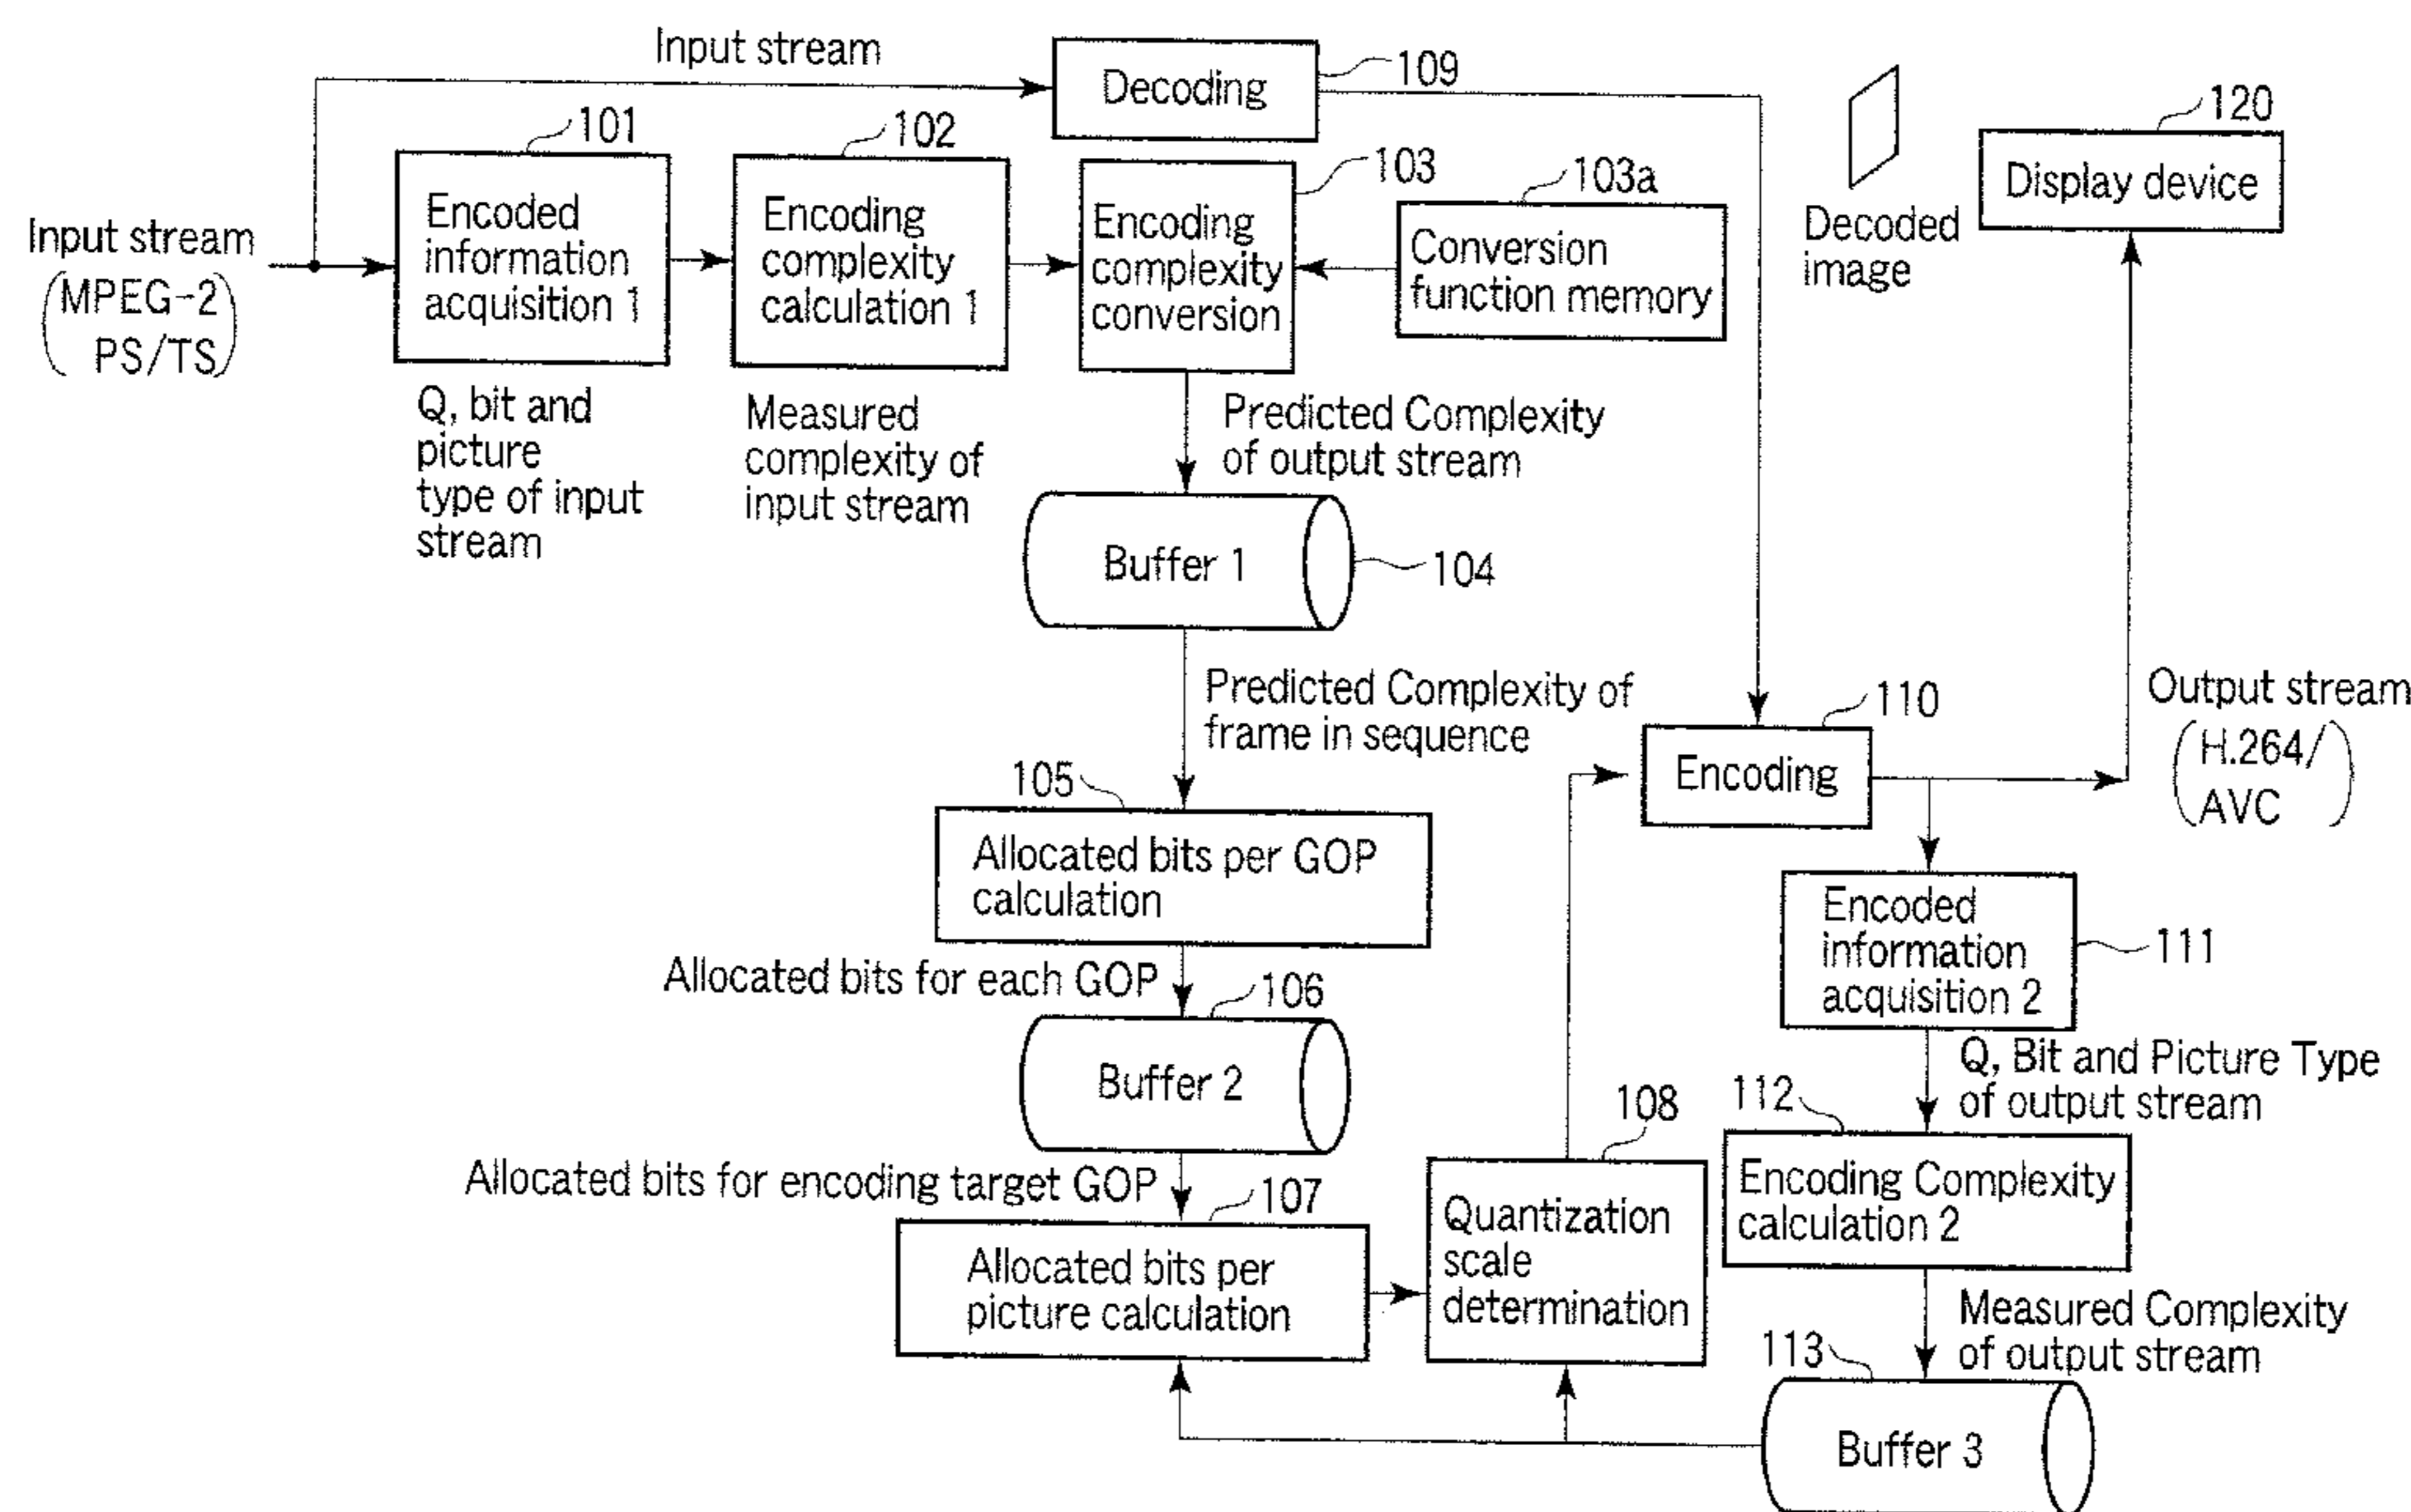 Input stream
Decoding
109
101
102
103
103a
120
Display device
Input stream
(MPEG-2
PS/TS)
Encoded
information
acquisition 1
Encoding
complexity
calculation 1
Encoding
complexity
conversion
Conversion
function memory
Decoded
image
Q, bit and
picture
type of input
stream
Measured
complexity of
input stream
Predicted Complexity
of output stream
Buffer 1
104
Predicted Complexity of
frame in sequence
110
Encoding
Output stream
(H.264/
AVC)
105
Allocated bits per GOP
calculation
Encoded
information
acquisition 2
111
Allocated bits for each GOP
106
Buffer 2
Q, Bit and Picture Type
of output stream
112
108
Allocated bits for encoding target GOP
107
Allocated bits per
picture calculation
Quantization
scale
determination
Encoding Complexity
calculation 2
Measured Complexity
of output stream
113
Buffer 3